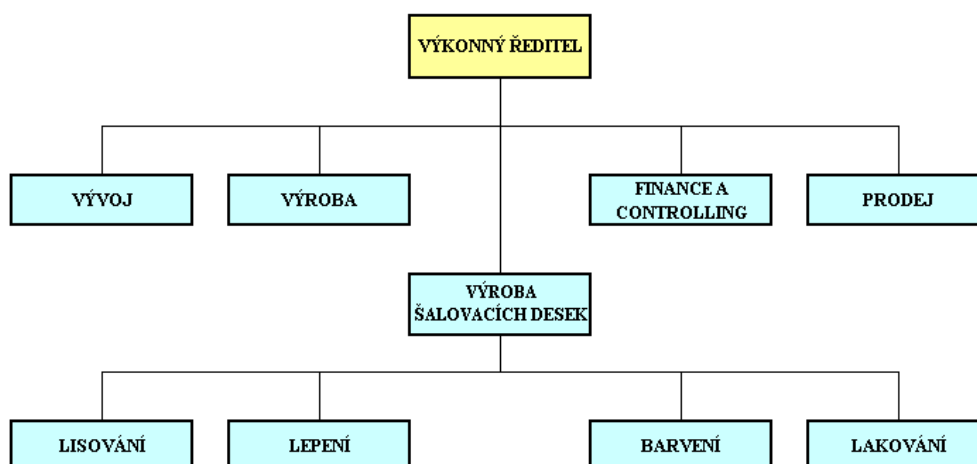 VÝKONNÝ ŘEDITEL
VÝVOJ
VÝROBA
FINANCE A
CONTROLLING
PRODEJ
VÝROBA
ŠALOVACÍCH DESEK
LISOVÁNÍ
LEPENÍ
BARVENÍ
LAKOVÁNÍ